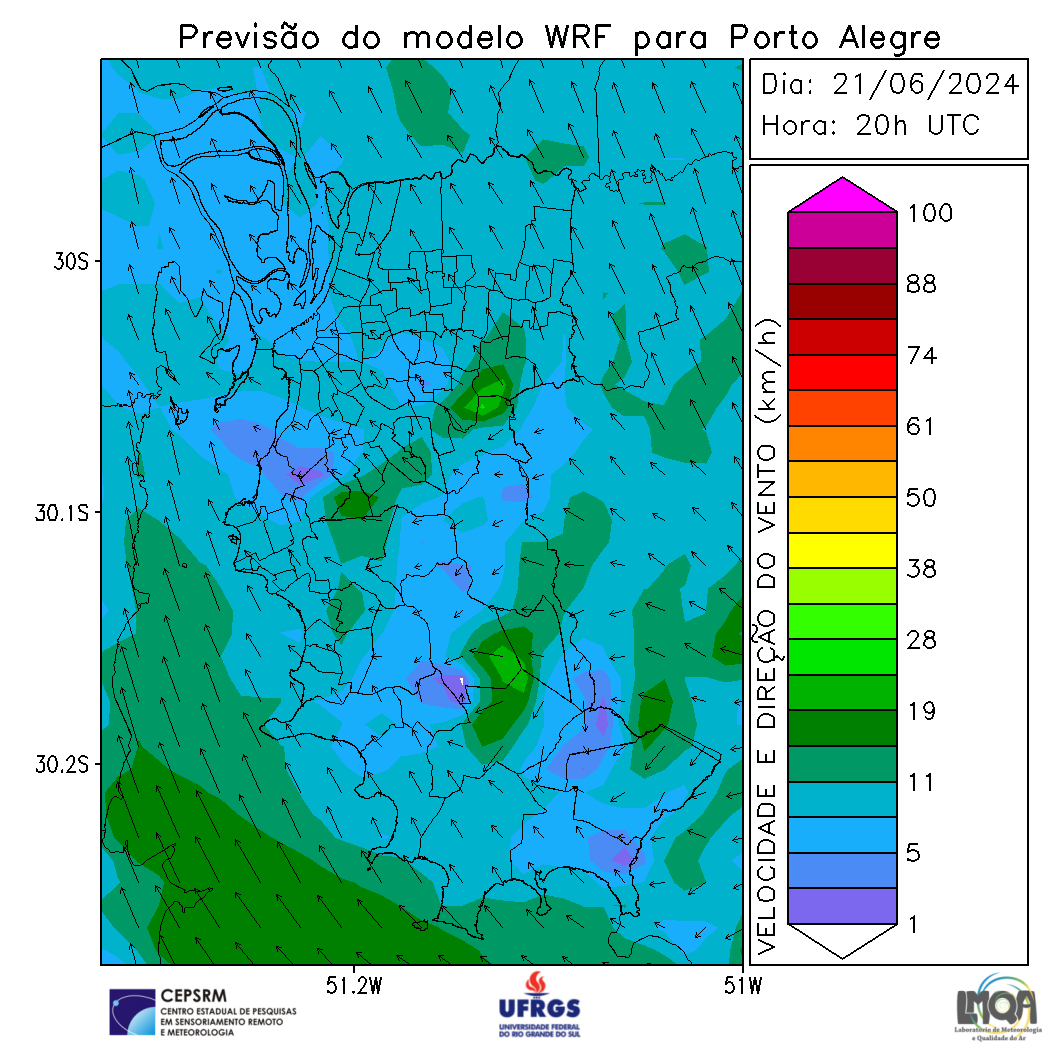 Previsão do modelo WRF para Porto Alegre
Dia: 21/06/2024
Hora: 20h UTC
30S
30.1S
30.2S
51.2W
51W
VELOCIDADE E DIREÇÃO DO VENTO (km/h)
100
88
74
61
50
38
28
19
11
5
1
CEPSRM
CENTRO ESTADUAL DE PESQUISAS
EM SENSORIAMENTO REMOTO
E METEOROLOGIA
UFRGS
UNIVERSIDADE FEDERAL
DO RIO GRANDE DO SUL
LMQA
Laboratório de Meteorologia
e Qualidade do Ar